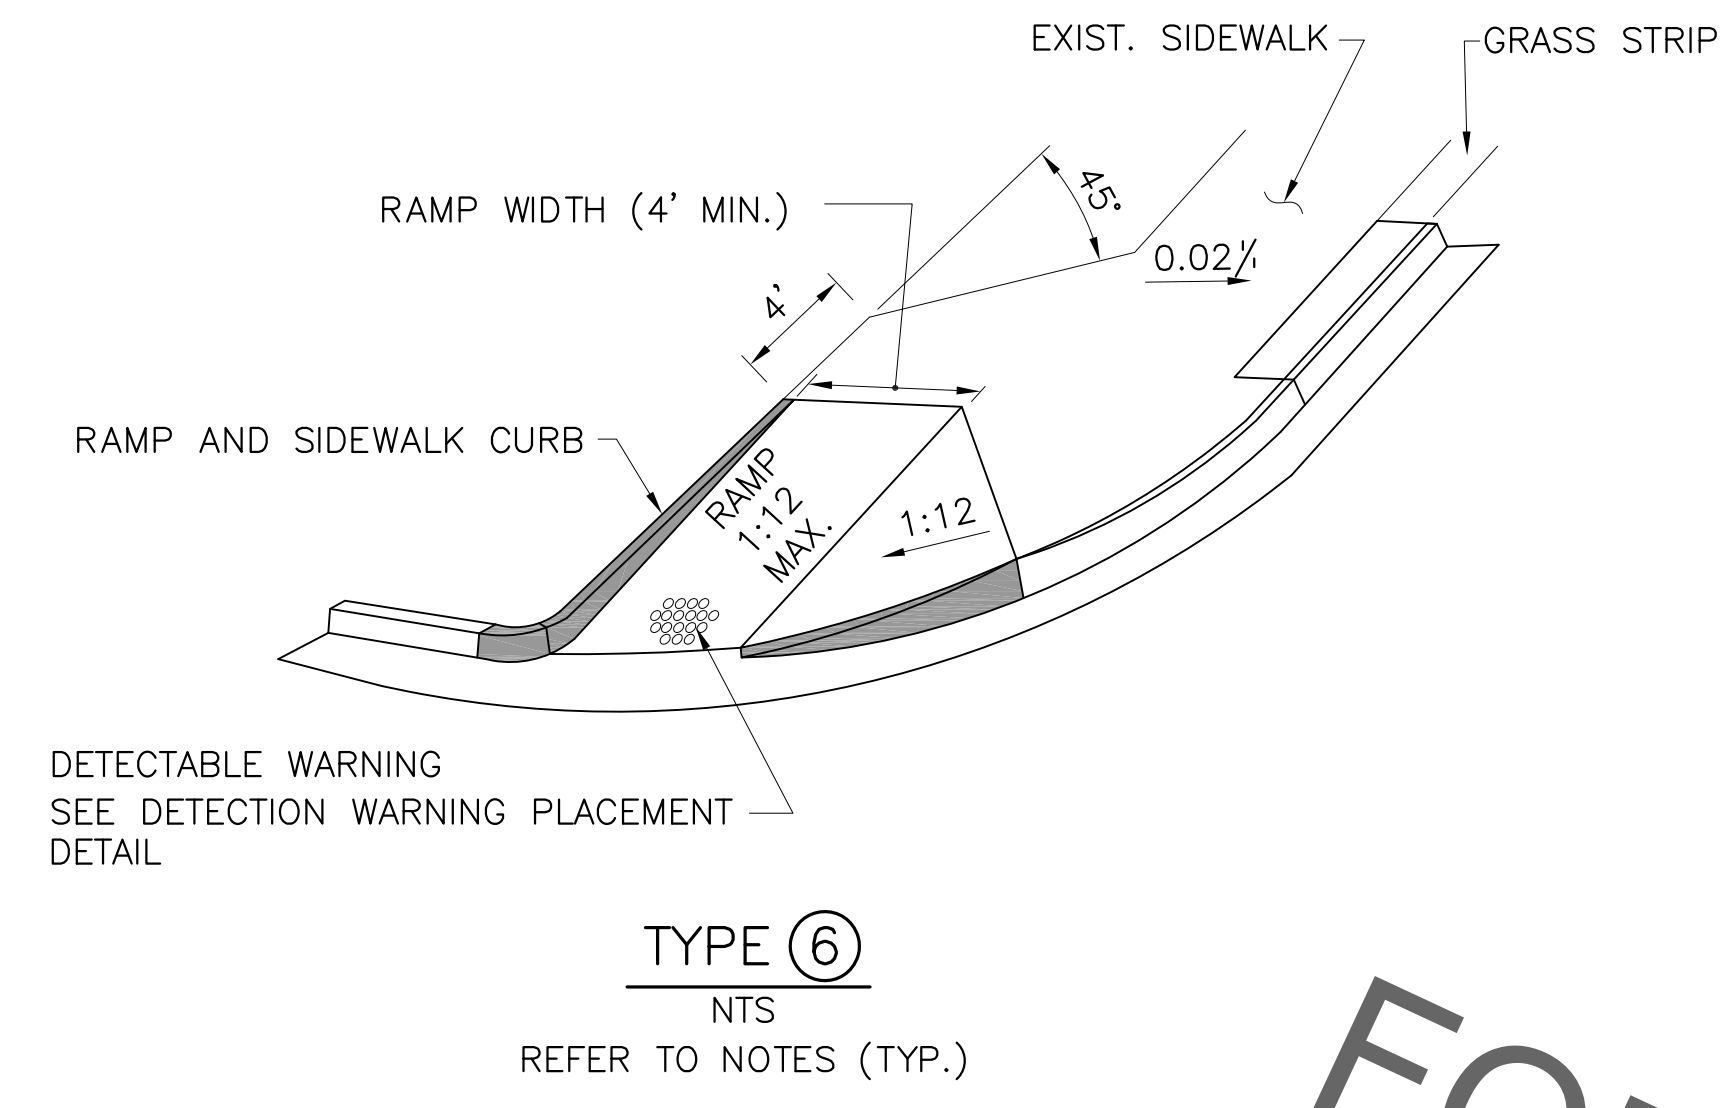 EXIST. SIDEWALK
GRASS STRIP
RAMP WIDTH (4' MIN.)
45°
0.02'/'
4'
RAMP AND SIDEWALK CURB
RAMP
1:12
MAX.
1:12
DETECTABLE WARNING
SEE DETECTION WARNING PLACEMENT
DETAIL
TYPE 6
NTS
REFER TO NOTES (TYP.)